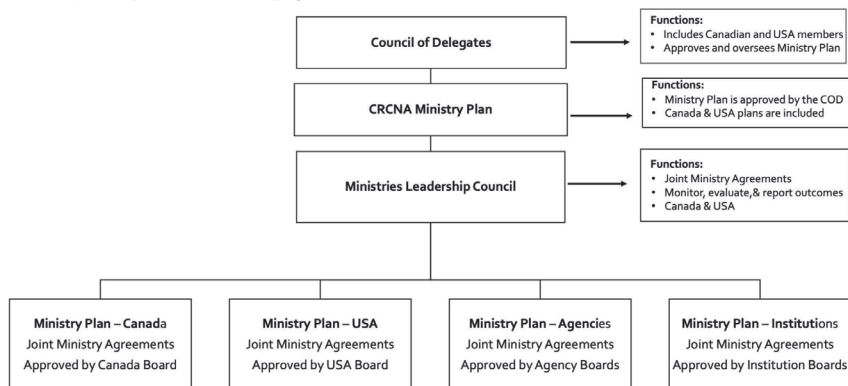 Council of Delegates
Functions:
• Includes Canadian and USA members
• Approves and oversees Ministry Plan
CRCNA Ministry Plan
Functions:
• Ministry Plan is approved by the COD
• Canada & USA plans are included
Ministries Leadership Council
Functions:
• Joint Ministry Agreements
• Monitor, evaluate,& report outcomes
• Canada & USA
Ministry Plan – Canada
Joint Ministry Agreements
Approved by Canada Board
Ministry Plan – USA
Joint Ministry Agreements
Approved by USA Board
Ministry Plan – Agencies
Joint Ministry Agreements
Approved by Agency Boards
Ministry Plan – Institutions
Joint Ministry Agreements
Approved by Institution Boards